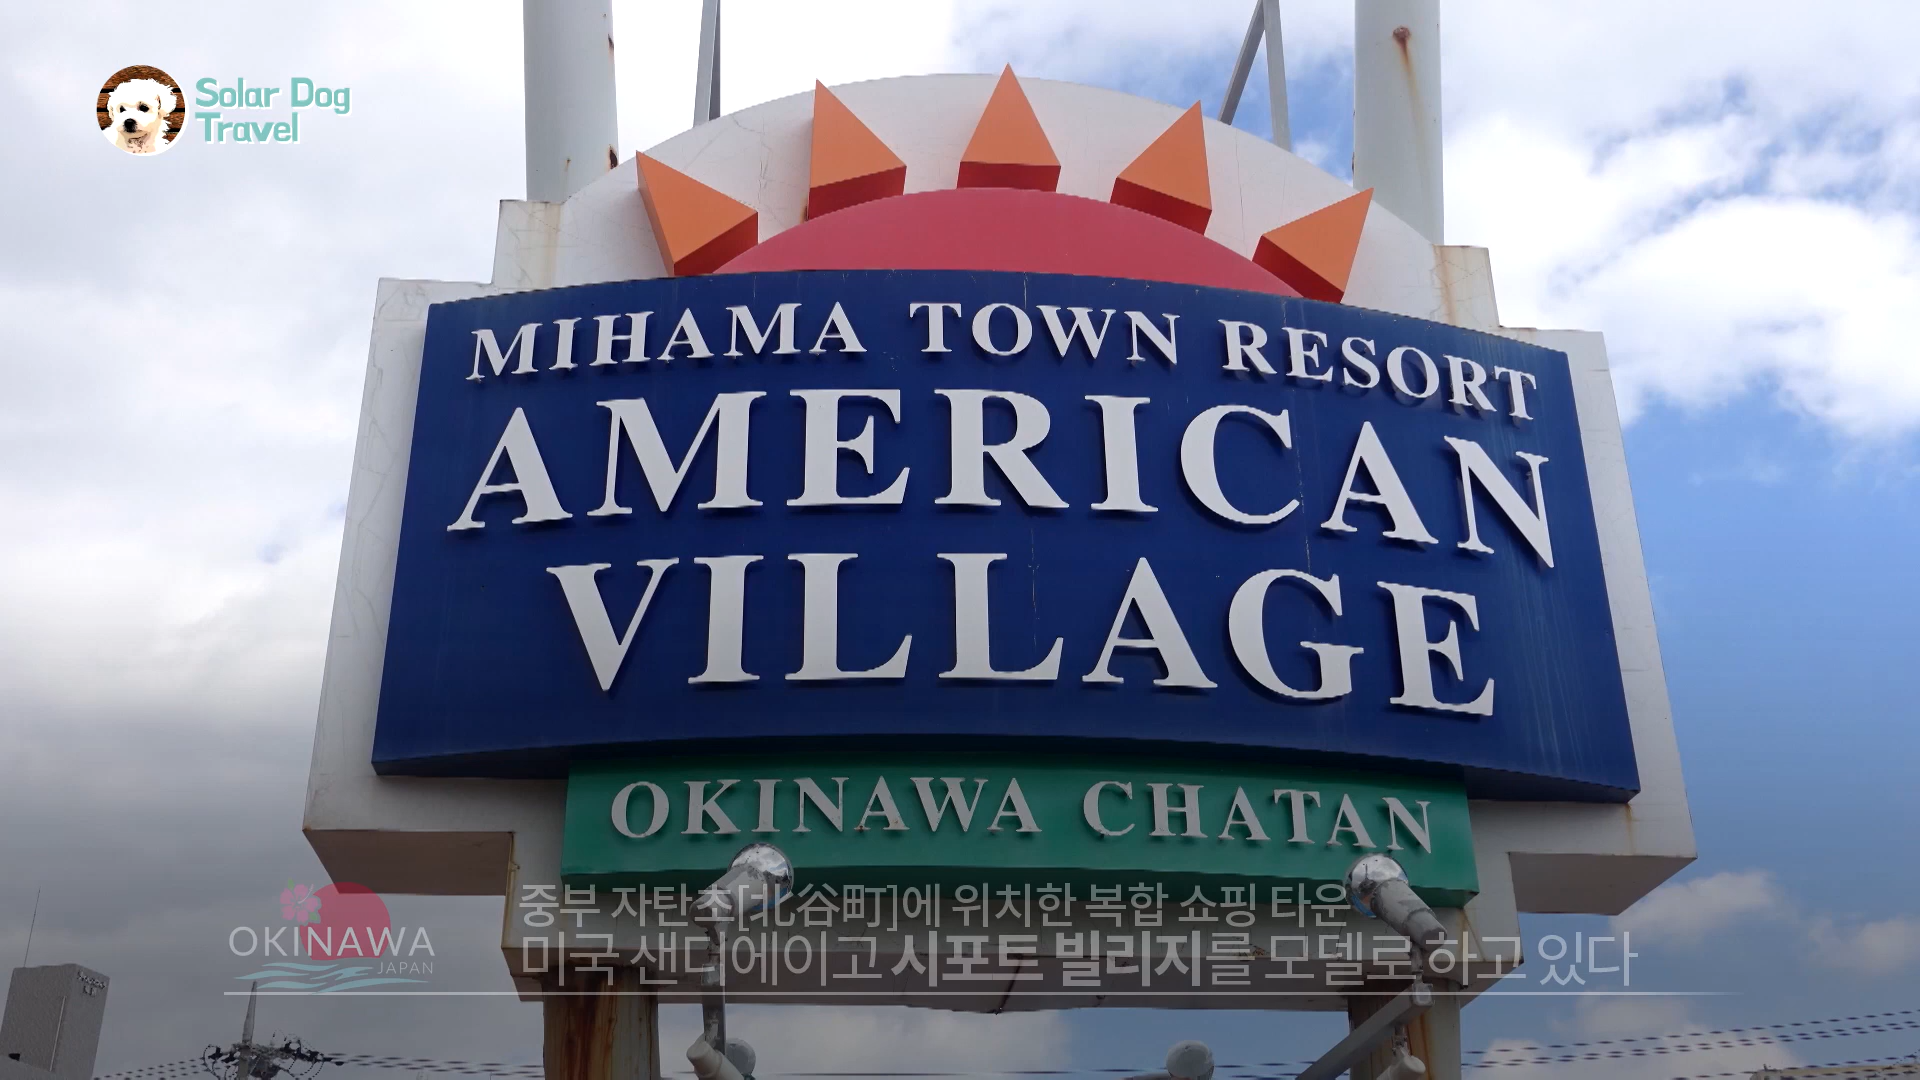 Solar Dog
Travel
MIHAMA TOWN RESORT
AMERICAN
VILLAGE
OKINAWA CHATAN
OKINAWA
JAPAN
중부 자탄초[北谷町]에 위치한 복합 쇼핑 타운
미국 샌디에이고 시포트 빌리지를 모델로 하고 있다